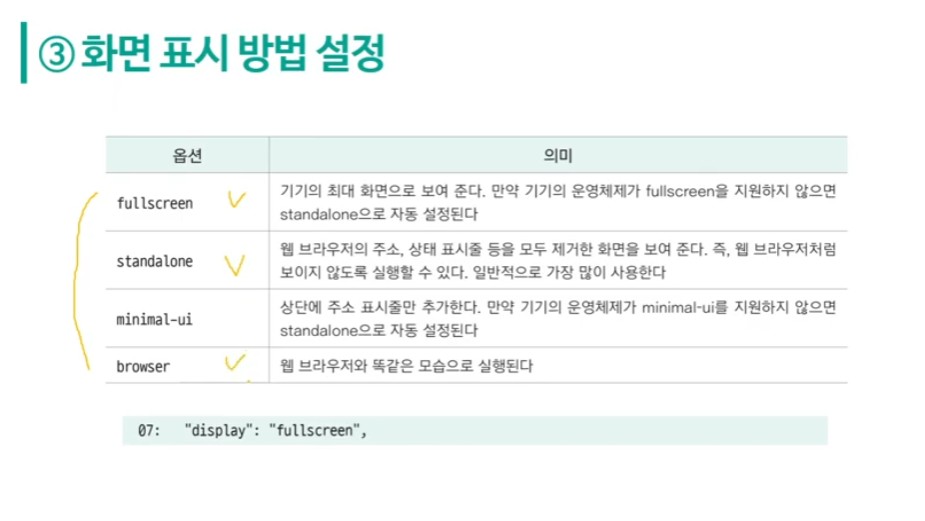 ③ 화면 표시 방법 설정
옵션 의미
fullscreen 기기의 최대 화면으로 보여 준다. 만약 기기의 운영체제가 fullscreen을 지원하지 않으면
standalone으로 자동 설정된다
standalone 웹 브라우저의 주소, 상태 표시줄 등을 모두 제거한 화면을 보여 준다. 즉, 웹 브라우저처럼
보이지 않도록 실행할 수 있다. 일반적으로 가장 많이 사용한다
minimal-ui 상단에 주소 표시줄만 추가한다. 만약 기기의 운영체제가 minimal-ui를 지원하지 않으면
standalone으로 자동 설정된다
browser 웹 브라우저와 똑같은 모습으로 실행된다
07: "display": "fullscreen",